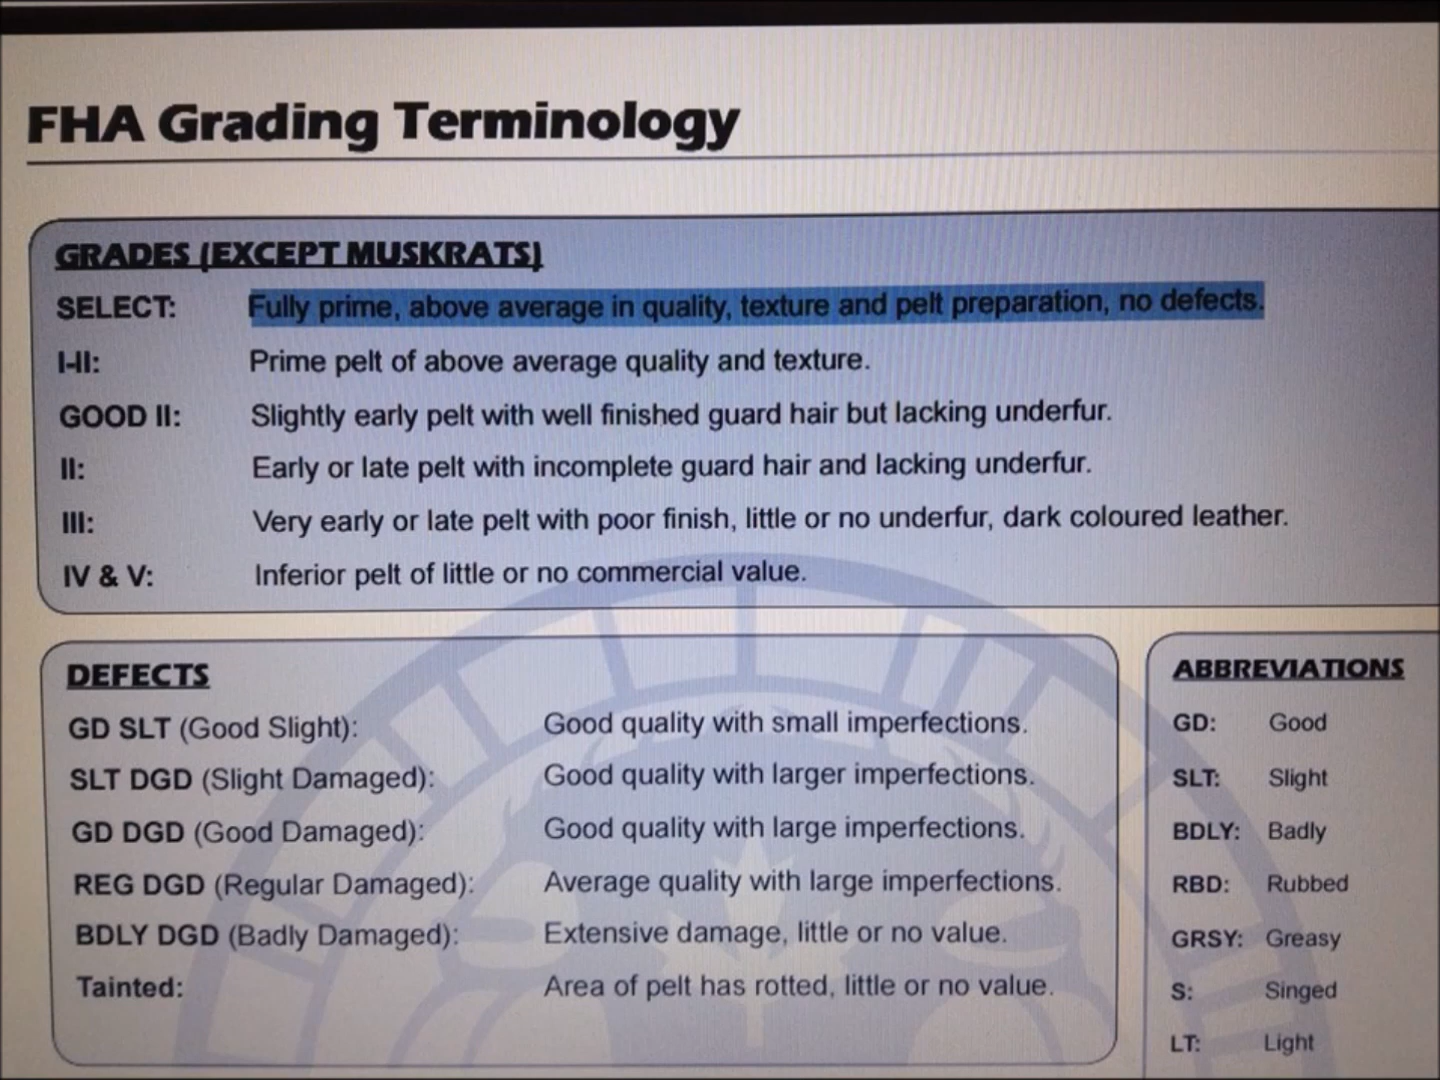 FHA Grading Terminology
GRADES (EXCEPT MUSKRATS)
SELECT: Fully prime, above average in quality, texture and pelt preparation, no defects.
I-II: Prime pelt of above average quality and texture.
GOOD II: Slightly early pelt with well finished guard hair but lacking underfur.
II: Early or late pelt with incomplete guard hair and lacking underfur.
III: Very early or late pelt with poor finish, little or no underfur, dark coloured leather.
IV & V: Inferior pelt of little or no commercial value.
DEFECTS
GD SLT (Good Slight): Good quality with small imperfections.
SLT DGD (Slight Damaged): Good quality with larger imperfections.
GD DGD (Good Damaged): Good quality with large imperfections.
REG DGD (Regular Damaged): Average quality with large imperfections.
BDLY DGD (Badly Damaged): Extensive damage, little or no value.
Tainted: Area of pelt has rotted, little or no value.
ABBREVIATIONS
GD: Good
SLT: Slight
BDLY: Badly
RBD: Rubbed
GRSY: Greasy
S: Singed
LT: Light